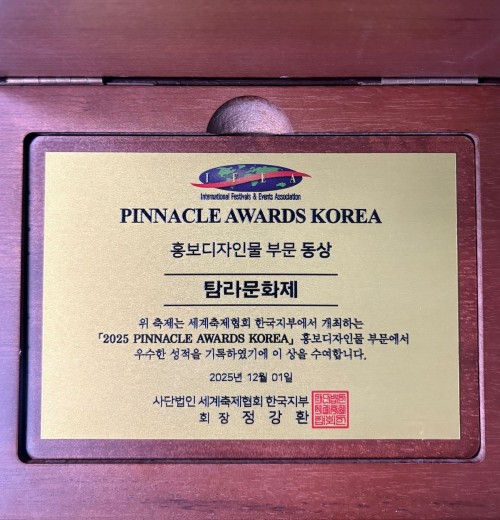 IFEA
International Festivals & Events Association
PINNACLE AWARDS KOREA
홍보디자인물 부문 동상
탐라문화제
위 축제는 세계축제협회 한국지부에서 개최하는
「2025 PINNACLE AWARDS KOREA」 홍보디자인물 부문에서
우수한 성적을 기록하였기에 이 상을 수여합니다.
2025년 12월 01일
사단법인 세계축제협회 한국지부
회 장 정 강 환